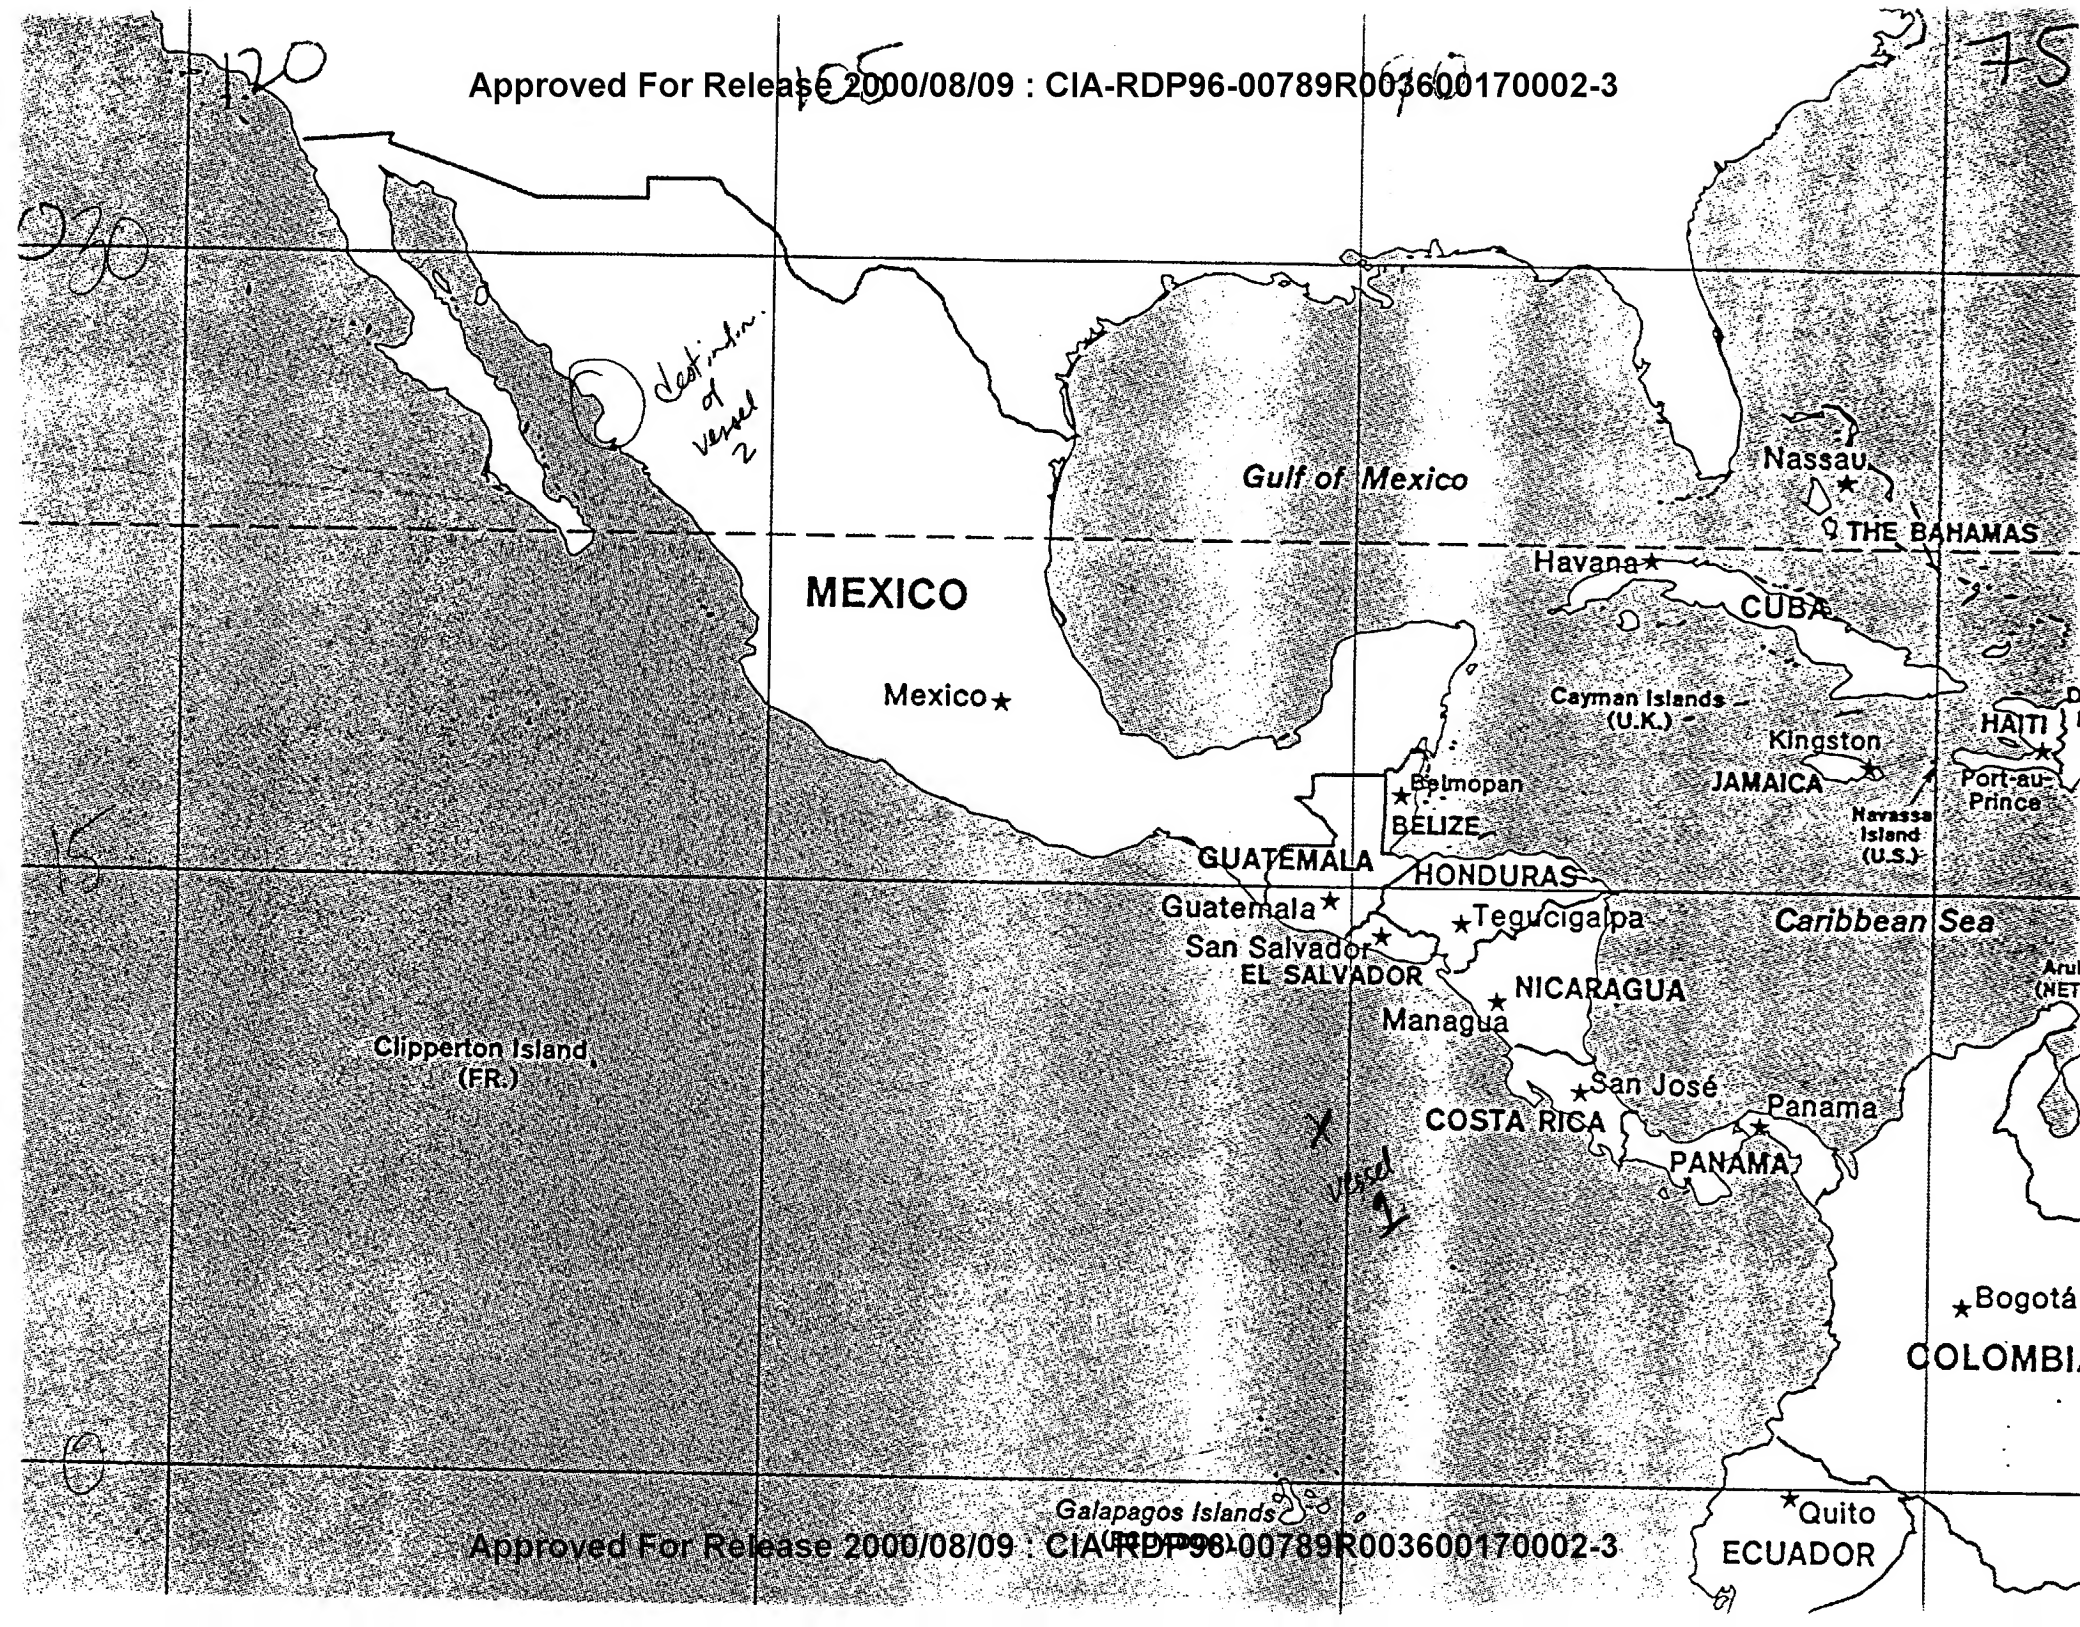 120
105
90
75
Approved For Release 2000/08/09 : CIA-RDP96-00789R003600170002-3
030
destination
of
vessel
2
Gulf of Mexico
Nassau
THE BAHAMAS
Havana
MEXICO
CUBA
Mexico
Cayman Islands
(U.K.)
HAITI
Kingston
JAMAICA
Port-au-
Prince
Navassa
Island
(U.S.)
Belmopan
BELIZE
15
GUATEMALA
HONDURAS
Guatemala
Tegucigalpa
Caribbean Sea
San Salvador
EL SALVADOR
NICARAGUA
Managua
Aru
(NET
Clipperton Island
(FR.)
San José
COSTA RICA
Panama
X
PANAMA
vessel
1
Bogotá
COLOMBI
0
Galapagos Islands
Quito
ECUADOR
Approved For Release 2000/08/09 : CIA-RDP96-00789R003600170002-3